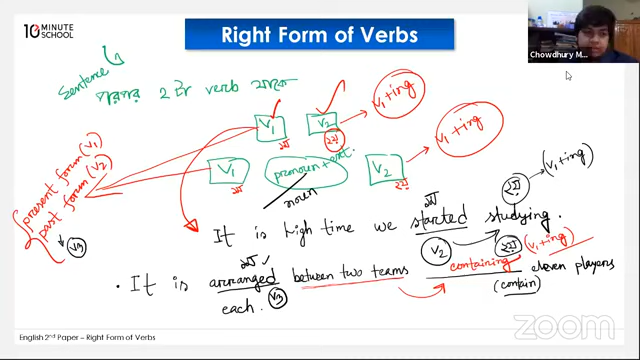 10 MINUTE SCHOOL
Right Form of Verbs
Chowdhury M...
Sentence
পরপর 2 টা verb থাকে
V₁ V₂ → V₁+ing
১ম ২য়
V₁ pronoun + ext. V₂ → V₁+ing
১ম noun ২য়
present form (V₁)
past form (V₂)
V₃
২য় → (V₁+ing)
১ম
It is high time we started studying.
V₂ ২য় (V₁+ing)
১ম containing
• It is arranged between two teams (contain) eleven players
each. V₃
English 2nd Paper – Right Form of Verbs
zoom